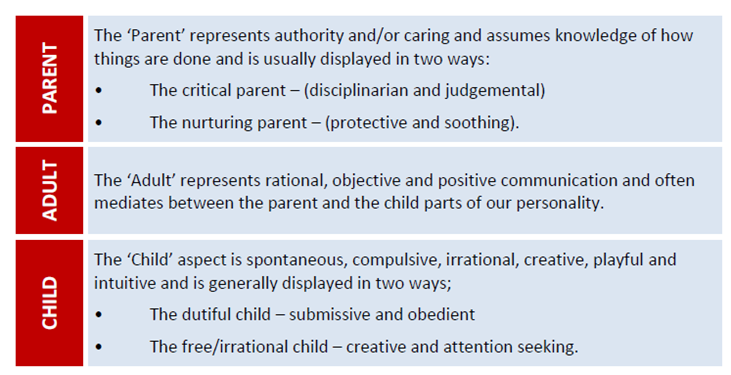 PARENT
The ‘Parent’ represents authority and/or caring and assumes knowledge of how
things are done and is usually displayed in two ways:
• The critical parent – (disciplinarian and judgemental)
• The nurturing parent – (protective and soothing).
ADULT
The ‘Adult’ represents rational, objective and positive communication and often
mediates between the parent and the child parts of our personality.
CHILD
The ‘Child’ aspect is spontaneous, compulsive, irrational, creative, playful and
intuitive and is generally displayed in two ways;
• The dutiful child – submissive and obedient
• The free/irrational child – creative and attention seeking.